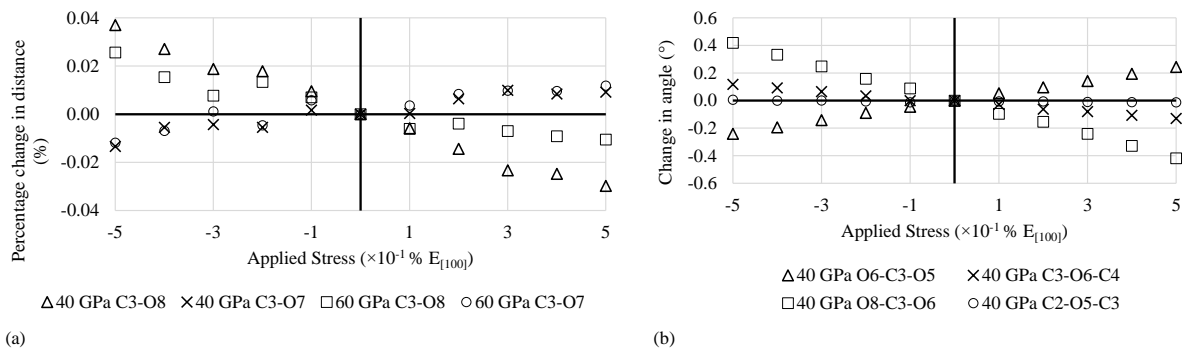 Percentage change in distance
(%)
0.04
0.02
0.00
-0.02
-0.04
-5
-3
-1
1
3
5
Applied Stress (×10-1 % E[100])
40 GPa C3-O8
40 GPa C3-O7
60 GPa C3-O8
60 GPa C3-O7
(a)
Change in angle (°)
0.6
0.4
0.2
0.0
-0.2
-0.4
-0.6
-5
-3
-1
1
3
5
Applied Stress (×10-1 % E[100])
40 GPa O6-C3-O5
40 GPa C3-O6-C4
40 GPa O8-C3-O6
40 GPa C2-O5-C3
(b)